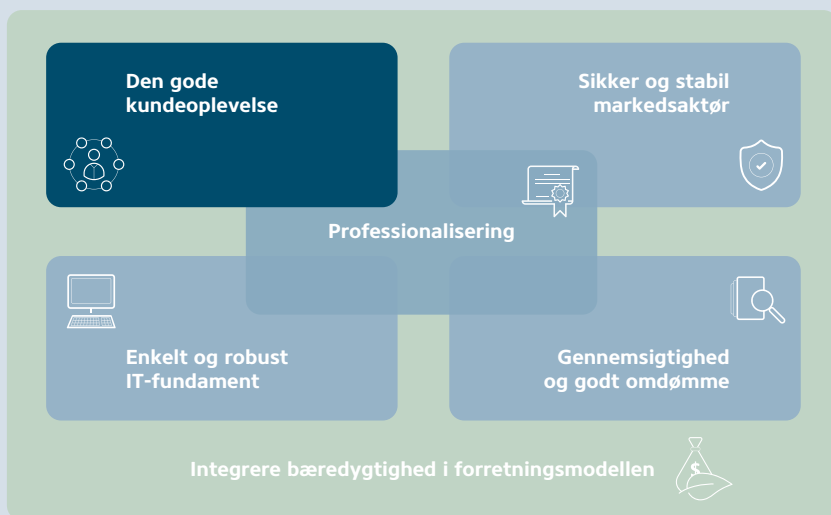 Den gode
kundeoplevelse
Sikker og stabil
markedsaktør
Professionalisering
Enkelt og robust
IT-fundament
Gennemsigtighed
og godt omdømme
Integrere bæredygtighed i forretningsmodellen
$